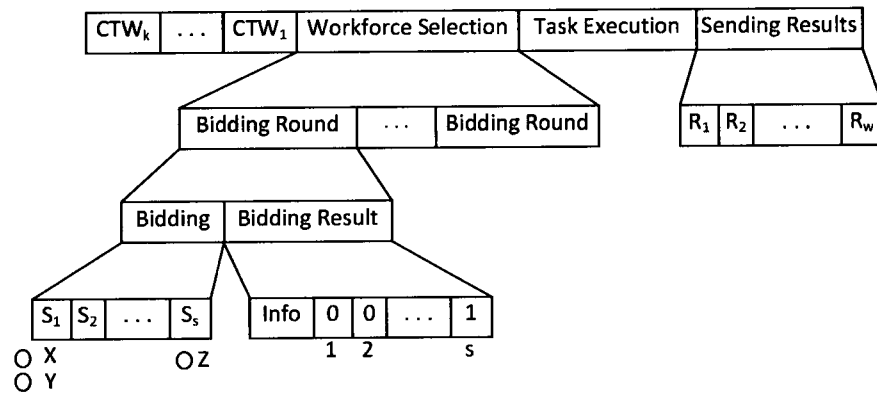 CTWₖ ... CTW₁ Workforce Selection Task Execution Sending Results
Bidding Round ... Bidding Round R₁ R₂ ... R_w
Bidding Bidding Result
S₁ S₂ ... Sₛ Info 0 0 ... 1
X Z 1 2 s
Y